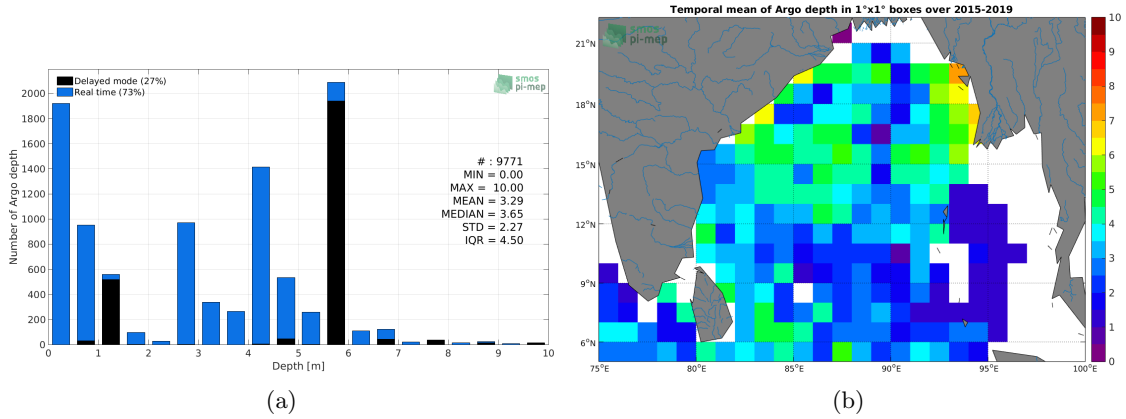 smos
pi-mep
Delayed mode (27%)
Real time (73%)
# : 9771
MIN = 0.00
MAX = 10.00
MEAN = 3.29
MEDIAN = 3.65
STD = 2.27
IQR = 4.50
Number of Argo depth
2000
1800
1600
1400
1200
1000
800
600
400
200
0
0 1 2 3 4 5 6 7 8 9 10
Depth [m]
(a)
Temporal mean of Argo depth in 1°x1° boxes over 2015-2019
smos
pi-mep
21°N
18°N
15°N
12°N
9°N
6°N
75°E 80°E 85°E 90°E 95°E 100°E
10
9
8
7
6
5
4
3
2
1
0
(b)